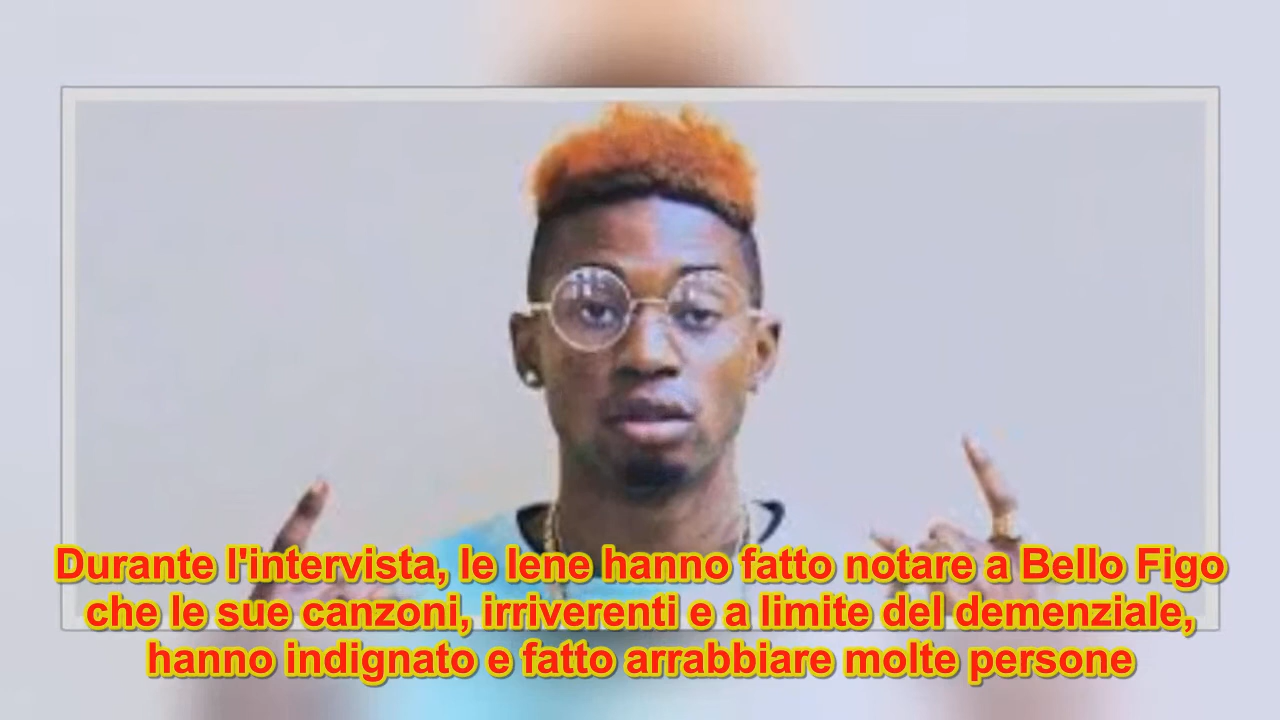 Durante l'intervista, le Iene hanno fatto notare a Bello Figo
che le sue canzoni, irriverenti e a limite del demenziale,
hanno indignato e fatto arrabbiare molte persone